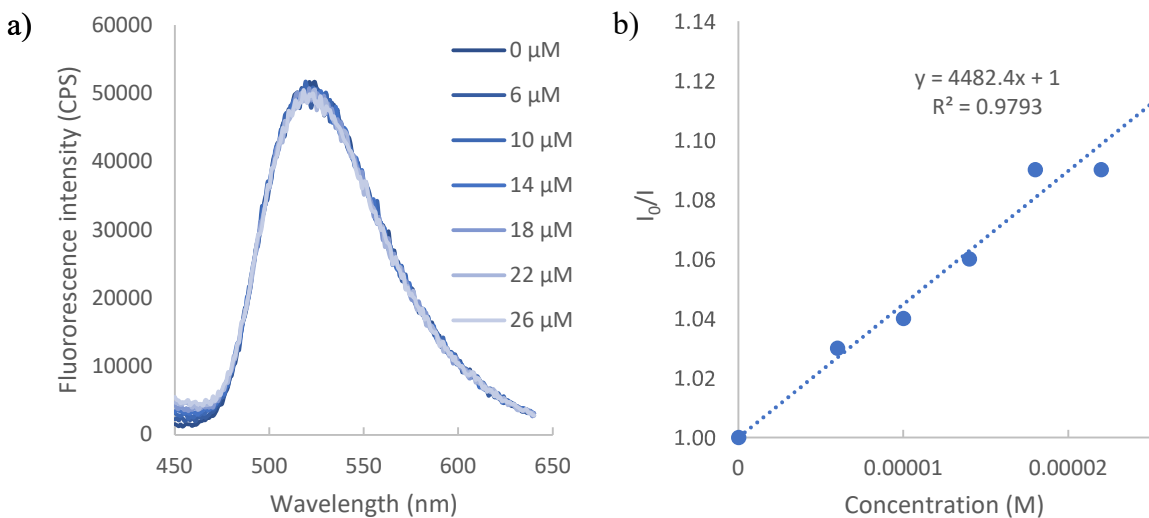 a)
60000
50000
40000
30000
20000
10000
0
450
500
550
600
650
Fluororescence intensity (CPS)
Wavelength (nm)
0 µM
6 µM
10 µM
14 µM
18 µM
22 µM
26 µM
b)
1.14
1.12
1.10
1.08
1.06
1.04
1.02
1.00
0
0.00001
0.00002
I₀/I
Concentration (M)
y = 4482.4x + 1
R² = 0.9793